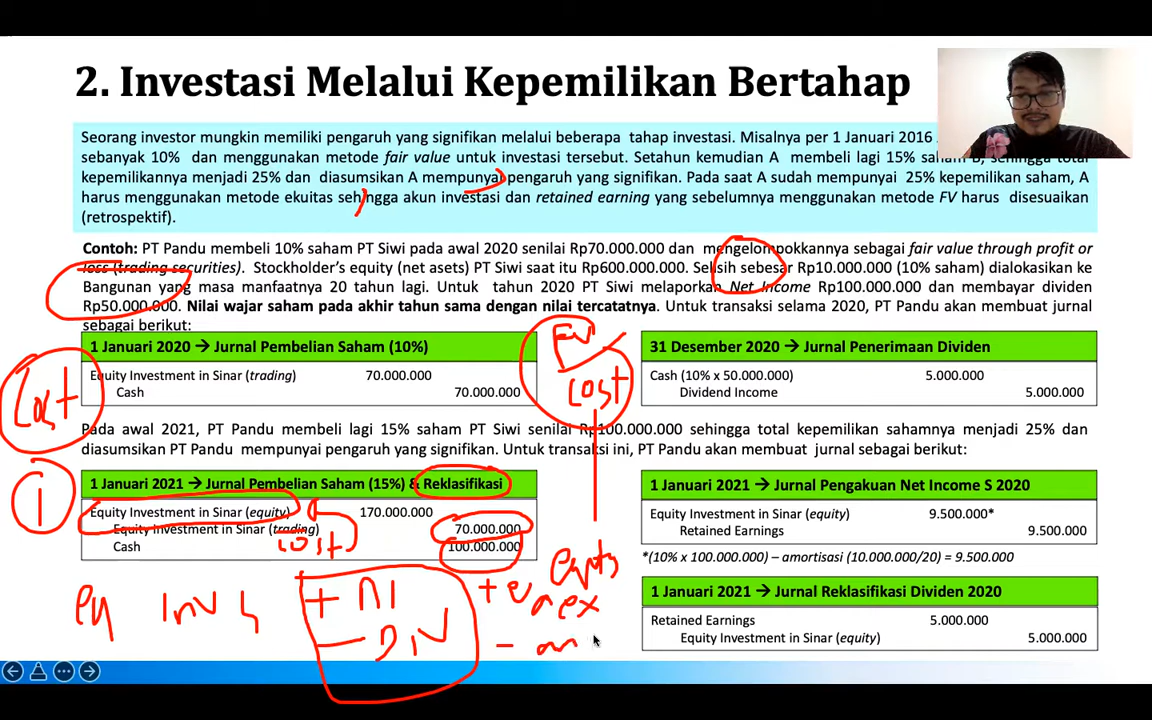 2. Investasi Melalui Kepemilikan Bertahap
Seorang investor mungkin memiliki pengaruh yang signifikan melalui beberapa tahap investasi. Misalnya per 1 Januari 2016
sebanyak 10% dan menggunakan metode fair value untuk investasi tersebut. Setahun kemudian A membeli lagi 15% saham B, sehingga total
kepemilikannya menjadi 25% dan diasumsikan A mempunyai pengaruh yang signifikan. Pada saat A sudah mempunyai 25% kepemilikan saham, A
harus menggunakan metode ekuitas sehingga akun investasi dan retained earning yang sebelumnya menggunakan metode FV harus disesuaikan
(retrospektif).
Contoh: PT Pandu membeli 10% saham PT Siwi pada awal 2020 senilai Rp70.000.000 dan mengelompokkannya sebagai fair value through profit or
loss (trading securities). Stockholder's equity (net asets) PT Siwi saat itu Rp600.000.000. Selisih sebesar Rp10.000.000 (10% saham) dialokasikan ke
Bangunan yang masa manfaatnya 20 tahun lagi. Untuk tahun 2020 PT Siwi melaporkan Net Income Rp100.000.000 dan membayar dividen
Rp50.000.000. Nilai wajar saham pada akhir tahun sama dengan nilai tercatatnya. Untuk transaksi selama 2020, PT Pandu akan membuat jurnal
sebagai berikut:
1 Januari 2020 → Jurnal Pembelian Saham (10%)
Equity Investment in Sinar (trading) 70.000.000
Cash 70.000.000
FV
Cost
31 Desember 2020 → Jurnal Penerimaan Dividen
Cash (10% x 50.000.000) 5.000.000
Dividend Income 5.000.000
Cost
Pada awal 2021, PT Pandu membeli lagi 15% saham PT Siwi senilai Rp100.000.000 sehingga total kepemilikan sahamnya menjadi 25% dan
diasumsikan PT Pandu mempunyai pengaruh yang signifikan. Untuk transaksi ini, PT Pandu akan membuat jurnal sebagai berikut:
1
1 Januari 2021 → Jurnal Pembelian Saham (15%) & Reklasifikasi
Equity Investment in Sinar (equity) 170.000.000
Equity Investment in Sinar (trading) 70.000.000
Cash 100.000.000
Cost
1 Januari 2021 → Jurnal Pengakuan Net Income S 2020
Equity Investment in Sinar (equity) 9.500.000*
Retained Earnings 9.500.000
*(10% x 100.000.000) – amortisasi (10.000.000/20) = 9.500.000
1 Januari 2021 → Jurnal Reklasifikasi Dividen 2020
Retained Earnings 5.000.000
Equity Investment in Sinar (equity) 5.000.000
eq inv
+ NI
- DIV